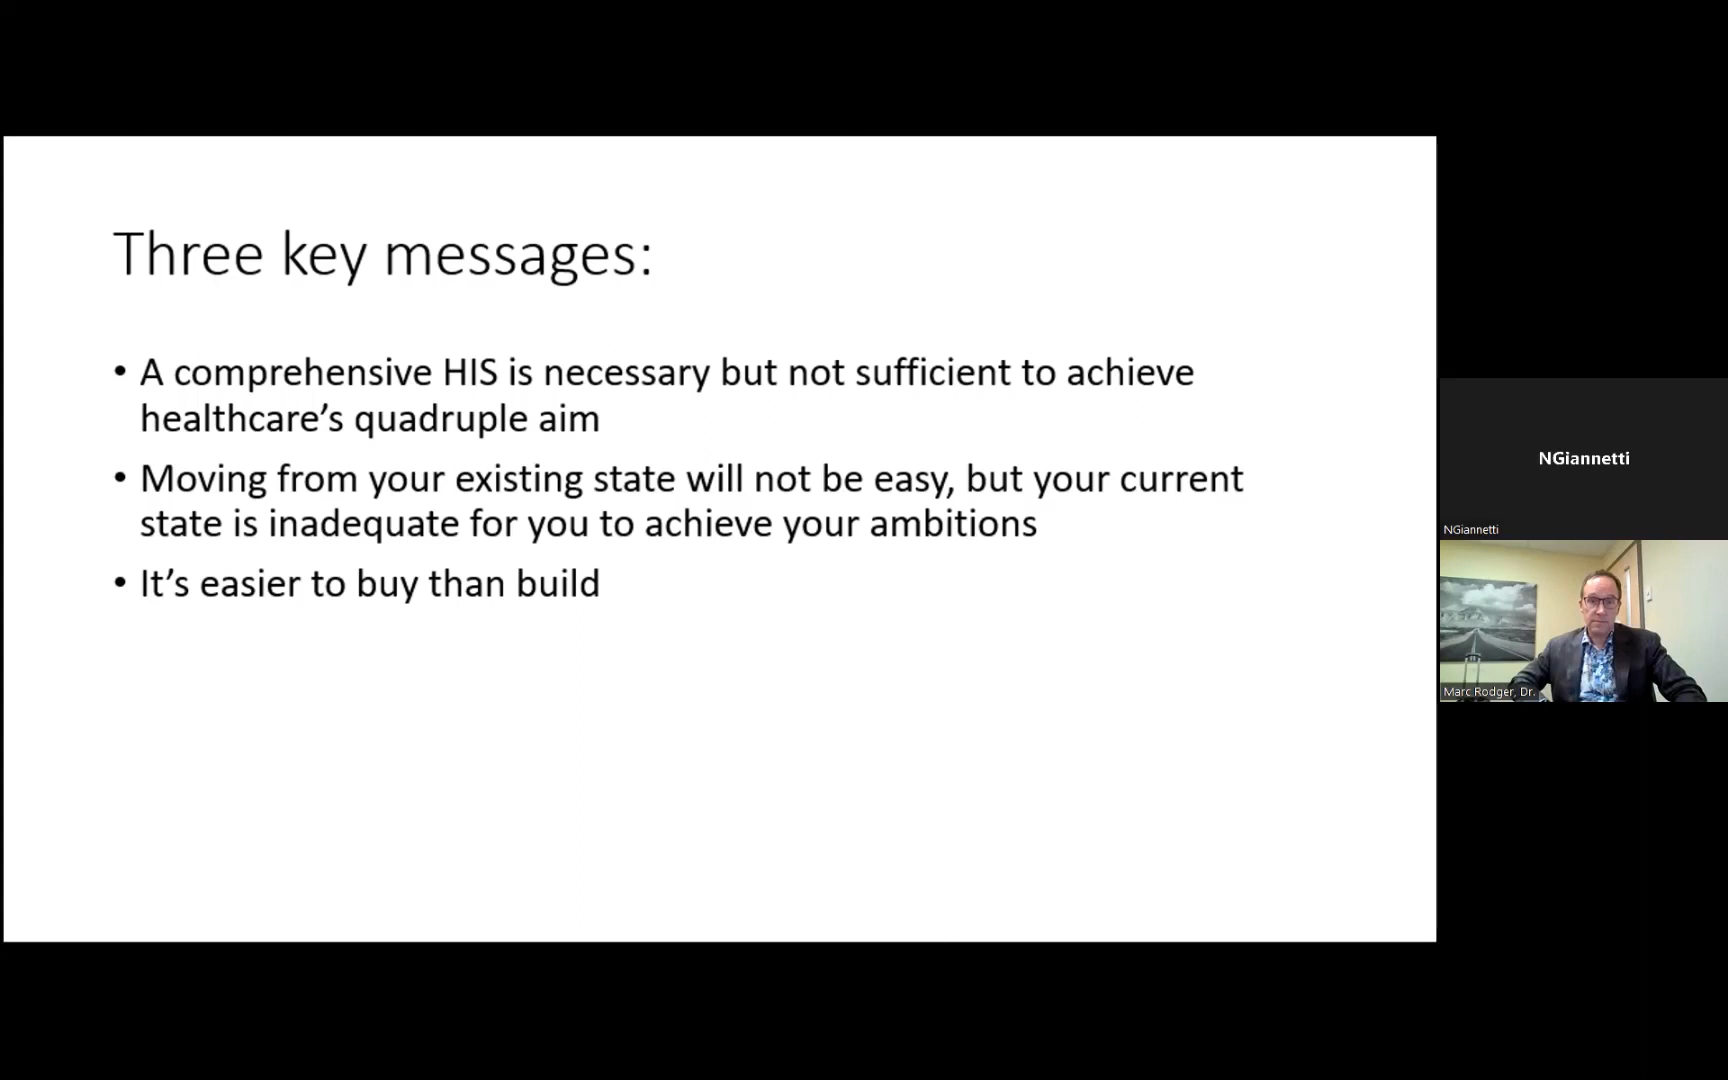 Three key messages:
• A comprehensive HIS is necessary but not sufficient to achieve
healthcare’s quadruple aim
• Moving from your existing state will not be easy, but your current
state is inadequate for you to achieve your ambitions
• It’s easier to buy than build
NGiannetti
NGiannetti
Marc Rodger, Dr.